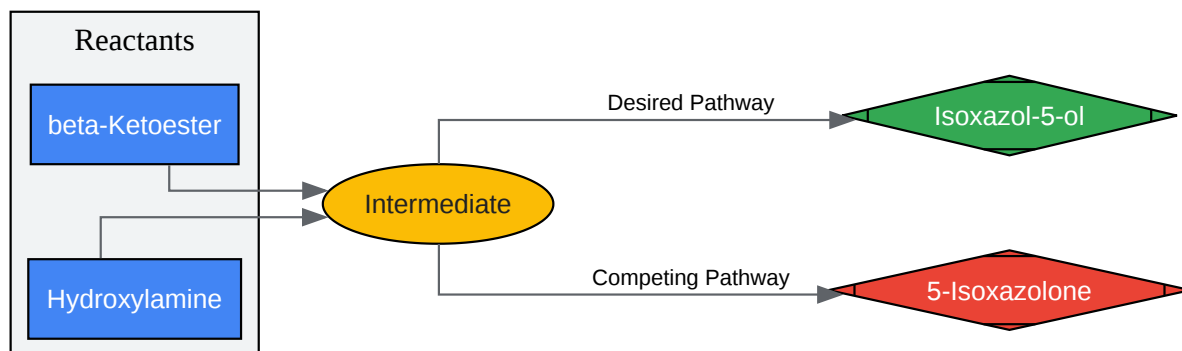 Reactants
beta-Ketoester
Hydroxylamine
Intermediate
Desired Pathway
Competing Pathway
Isoxazol-5-ol
5-Isoxazolone